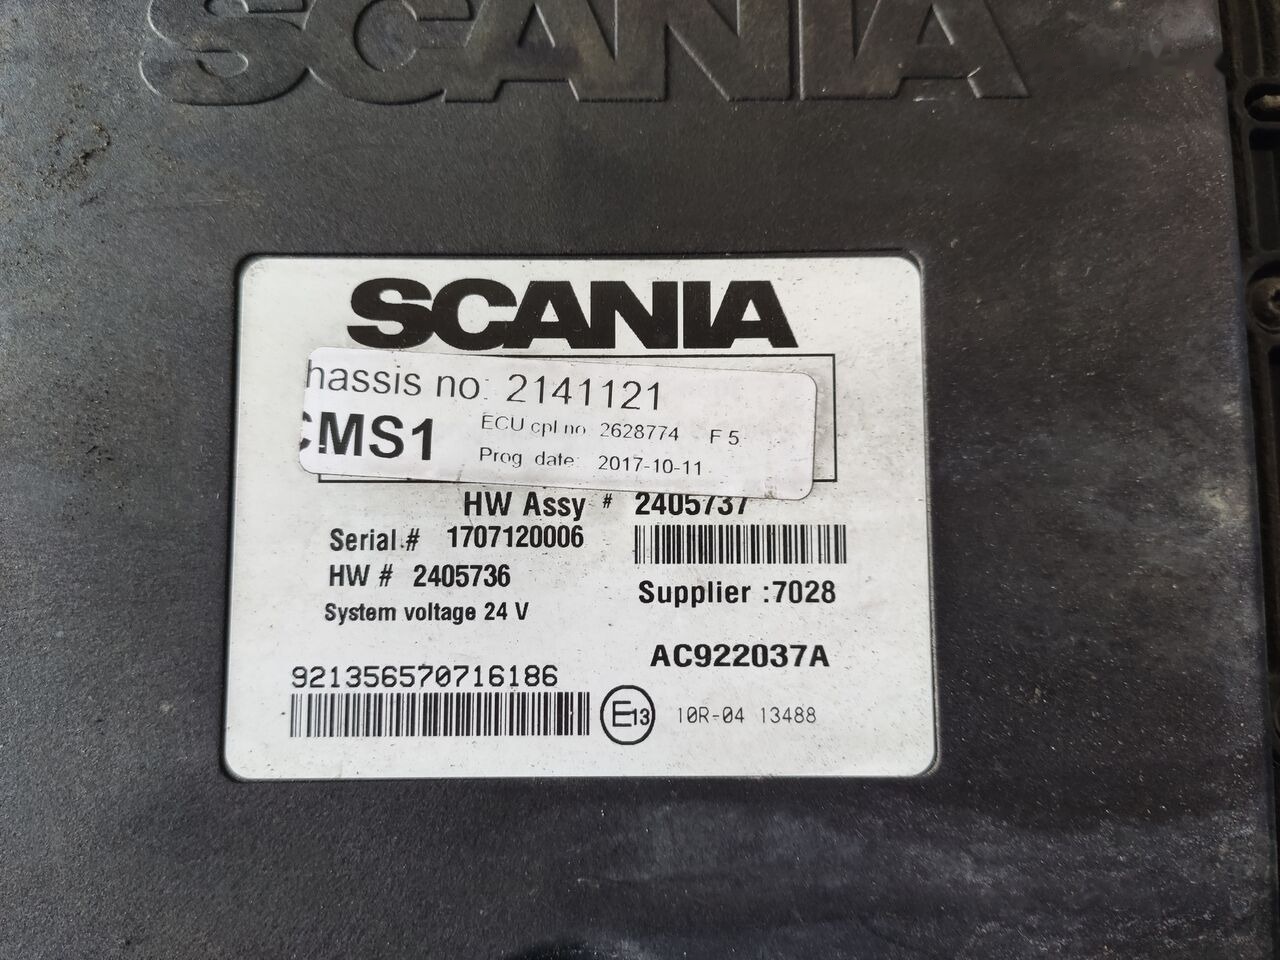 SCANIA
SCANIA
hassis no: 2141121
CMS1
ECU cpl no 2628774 F 5
Prog date: 2017-10-11
HW Assy # 2405737
Serial # 1707120006
HW # 2405736
Supplier :7028
System voltage 24 V
AC922037A
921356570716186
E13
10R-04 13488